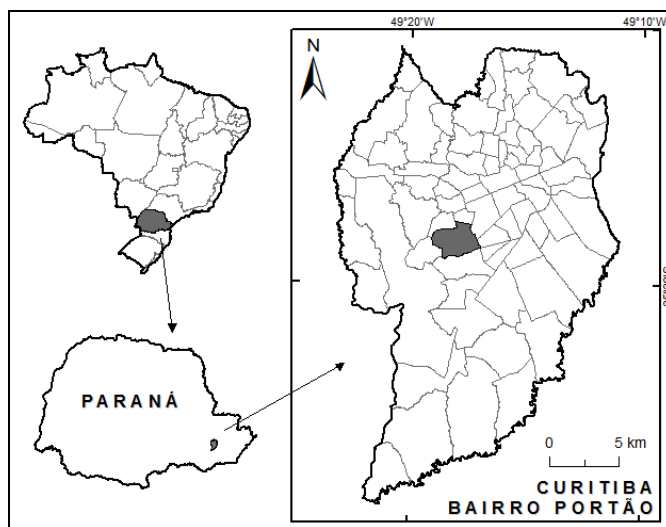 49°20'W
49°10'W
N
PARANÁ
0 5 km
CURITIBA
BAIRRO PORTÃO